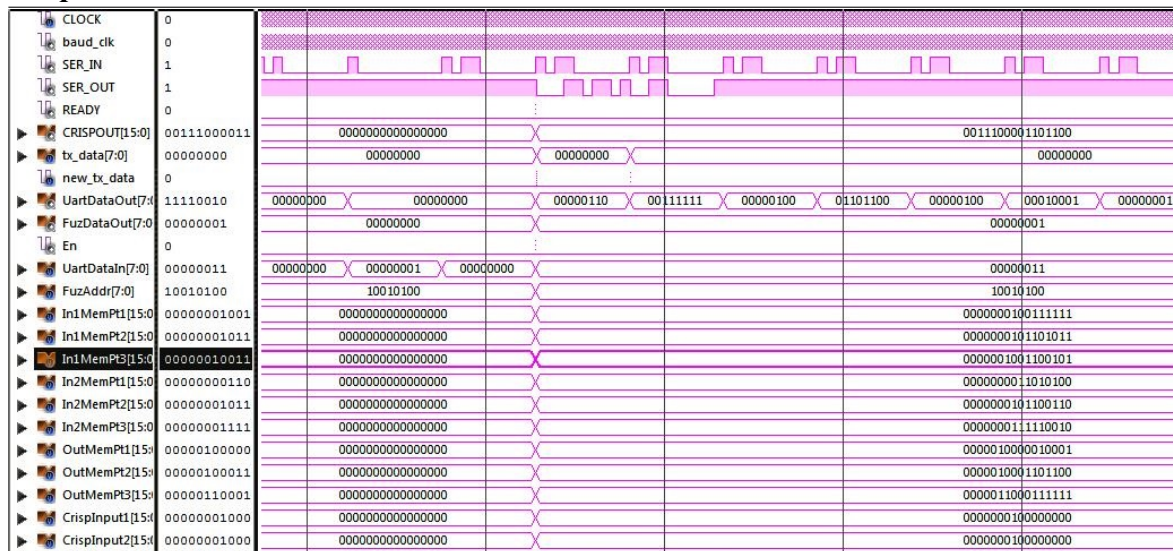 CLOCK 0
baud_clk 0
SER_IN 1
SER_OUT 1
READY 0
CRISPOUT[15:0] 00111000011 0000000000000000 0011100001101100
tx_data[7:0] 00000000 00000000 00000000 00000000
new_tx_data 0
UartDataOut[7:( 11110010 00000000 00000000 00000110 00111111 00000100 01101100 00000100 00010001 00000001
FuzDataOut[7:0 00000001 00000000 00000001
En 0
UartDataIn[7:0] 00000011 00000000 00000001 00000000 00000011
FuzAddr[7:0] 10010100 10010100 10010100
In1MemPt1[15:0 00000001001 0000000000000000 0000000100111111
In1MemPt2[15:0 00000001011 0000000000000000 0000000101101011
In1MemPt3[15:0 00000010011 0000000000000000 0000001001100101
In2MemPt1[15:0 00000000110 0000000000000000 0000000011010100
In2MemPt2[15:0 00000001011 0000000000000000 0000000101100110
In2MemPt3[15:0 00000001111 0000000000000000 0000000111110010
OutMemPt1[15:( 00000100000 0000000000000000 0000010000010001
OutMemPt2[15:( 00000100011 0000000000000000 0000010001101100
OutMemPt3[15:( 00000110001 0000000000000000 0000011000111111
CrispInput1[15:( 00000001000 0000000000000000 0000000100000000
CrispInput2[15:( 00000001000 0000000000000000 0000000100000000